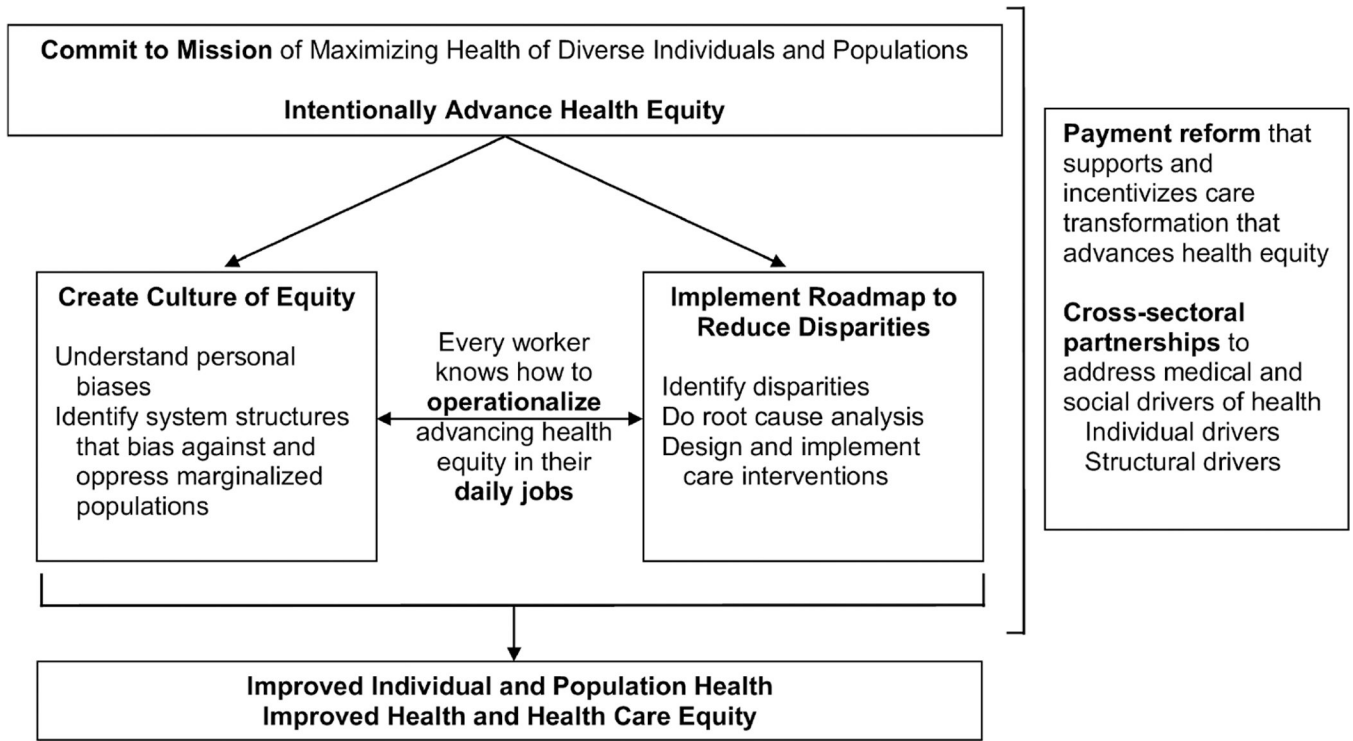 Commit to Mission of Maximizing Health of Diverse Individuals and Populations
Intentionally Advance Health Equity
Create Culture of Equity
Understand personal
biases
Identify system structures
that bias against and
oppress marginalized
populations
Every worker
knows how to
operationalize
advancing health
equity in their
daily jobs
Implement Roadmap to
Reduce Disparities
Identify disparities
Do root cause analysis
Design and implement
care interventions
Payment reform that
supports and
incentivizes care
transformation that
advances health equity
Cross-sectoral
partnerships to
address medical and
social drivers of health
Individual drivers
Structural drivers
Improved Individual and Population Health
Improved Health and Health Care Equity